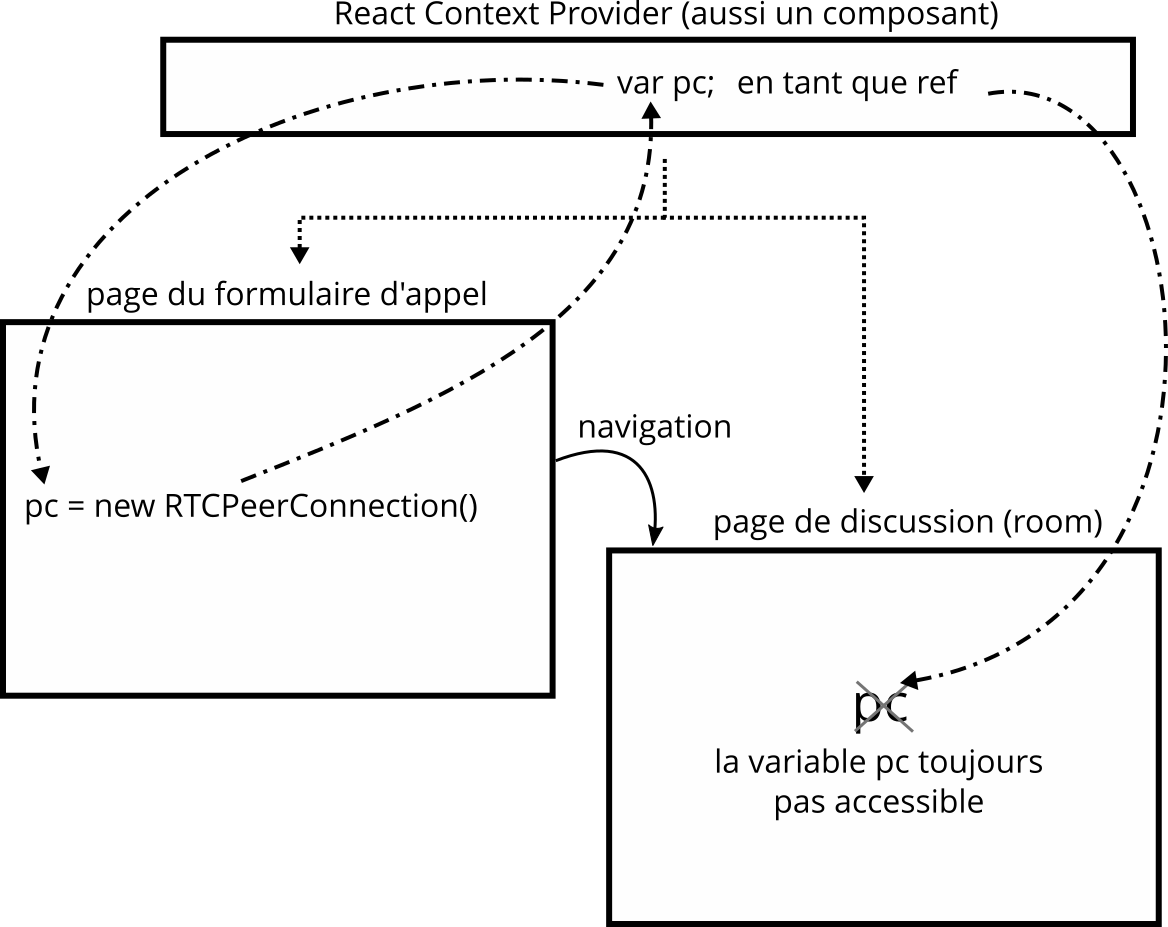 React Context Provider (aussi un composant)
var pc; en tant que ref
page du formulaire d'appel
navigation
pc = new RTCPeerConnection()
page de discussion (room)
pc
la variable pc toujours
pas accessible